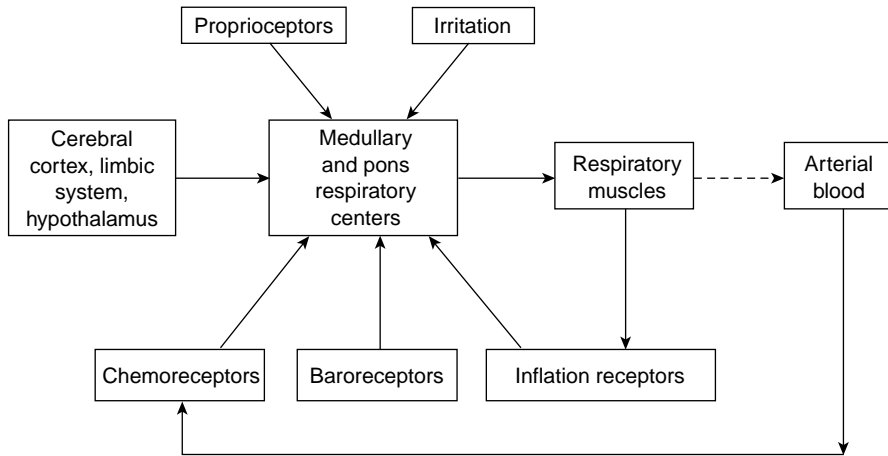 Proprioceptors
Irritation
Cerebral
cortex, limbic
system,
hypothalamus
Medullary
and pons
respiratory
centers
Respiratory
muscles
Arterial
blood
Chemoreceptors
Baroreceptors
Inflation receptors